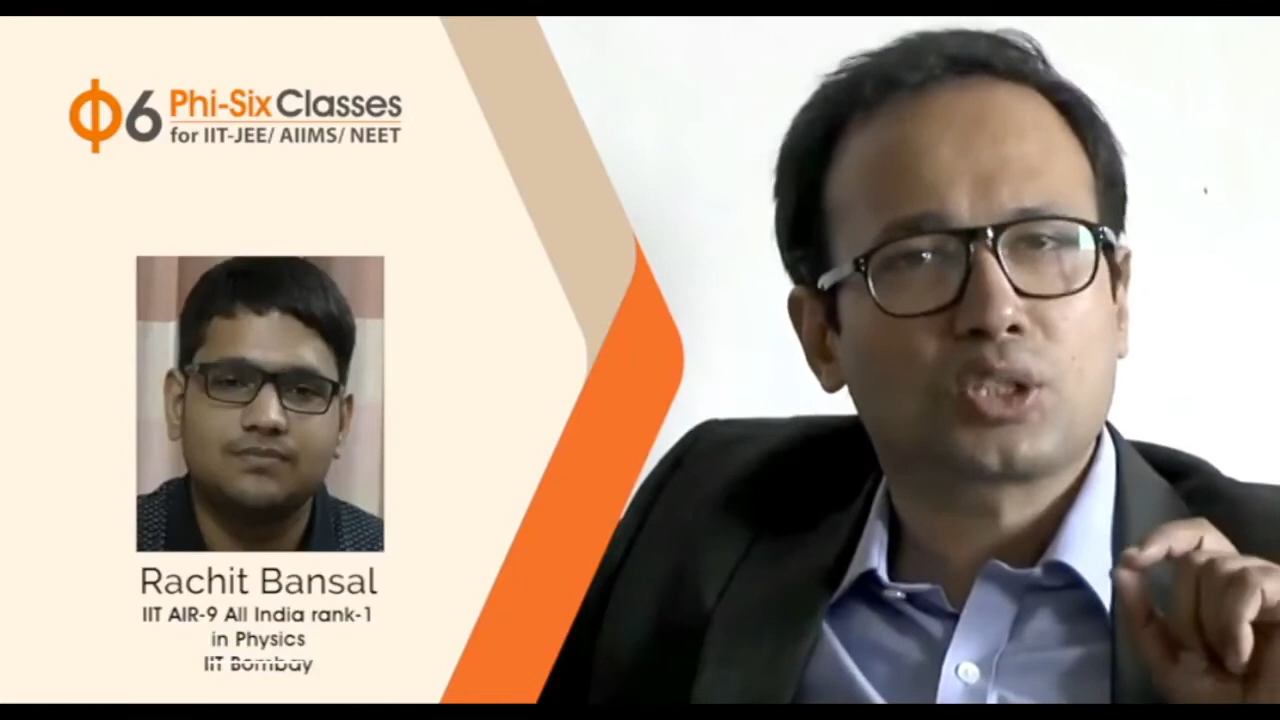 Φ6 Phi-Six Classes
for IIT-JEE/ AIIMS/ NEET
Rachit Bansal
IIT AIR-9 All India rank-1
in Physics
IIT Bombay